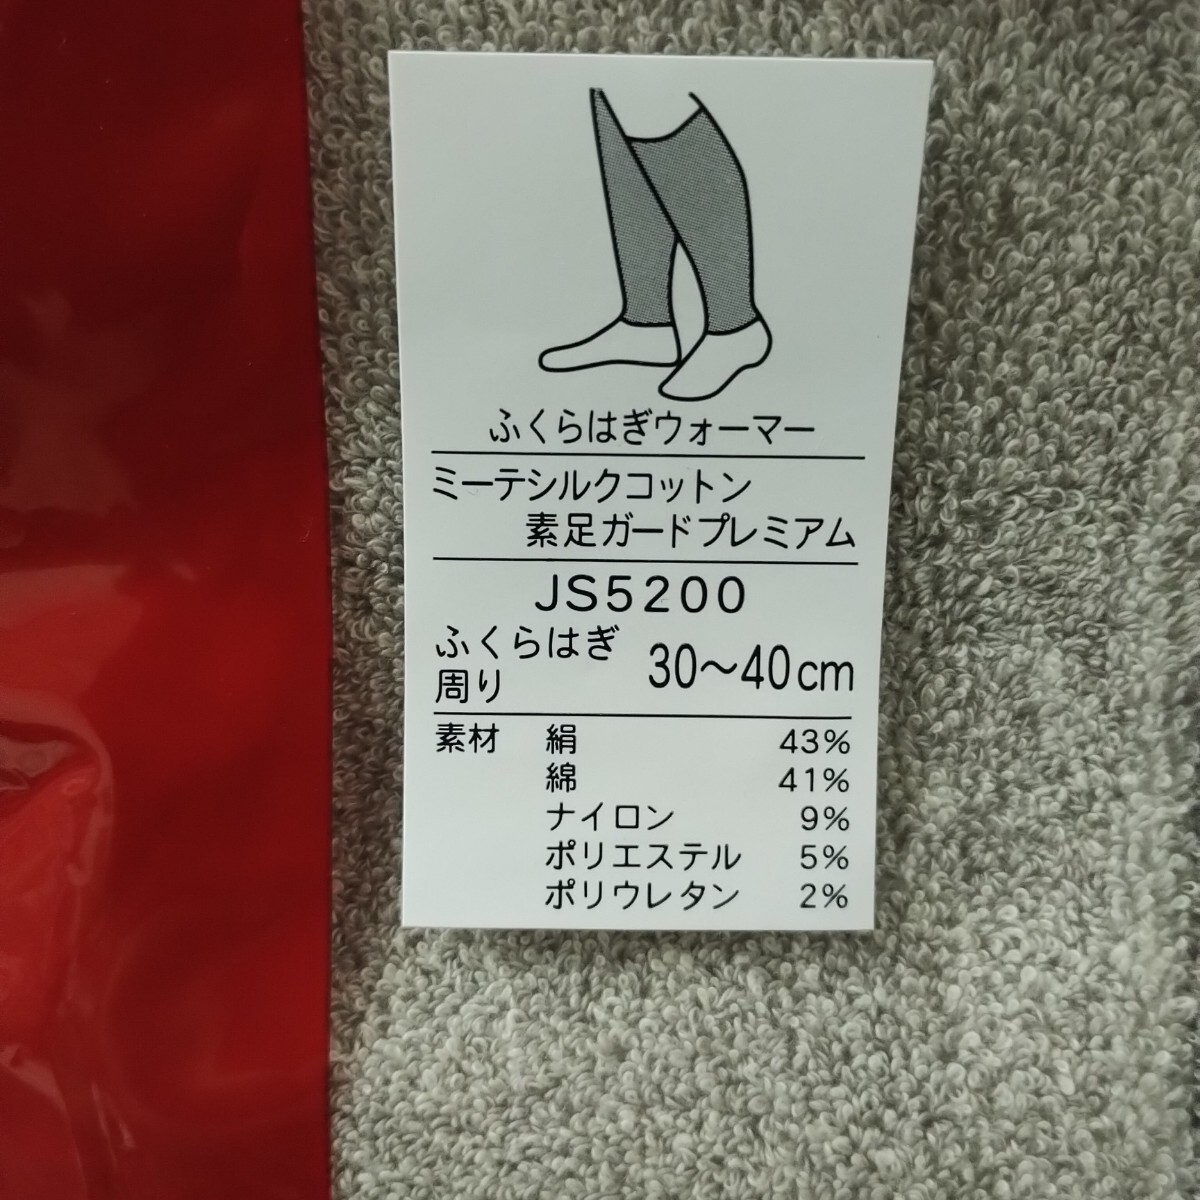 ふくらはぎウォーマー
ミーテシルクコットン
素足ガードプレミアム
JS5200
ふくらはぎ周り 30〜40cm
素材 絹 43%
綿 41%
ナイロン 9%
ポリエステル 5%
ポリウレタン 2%